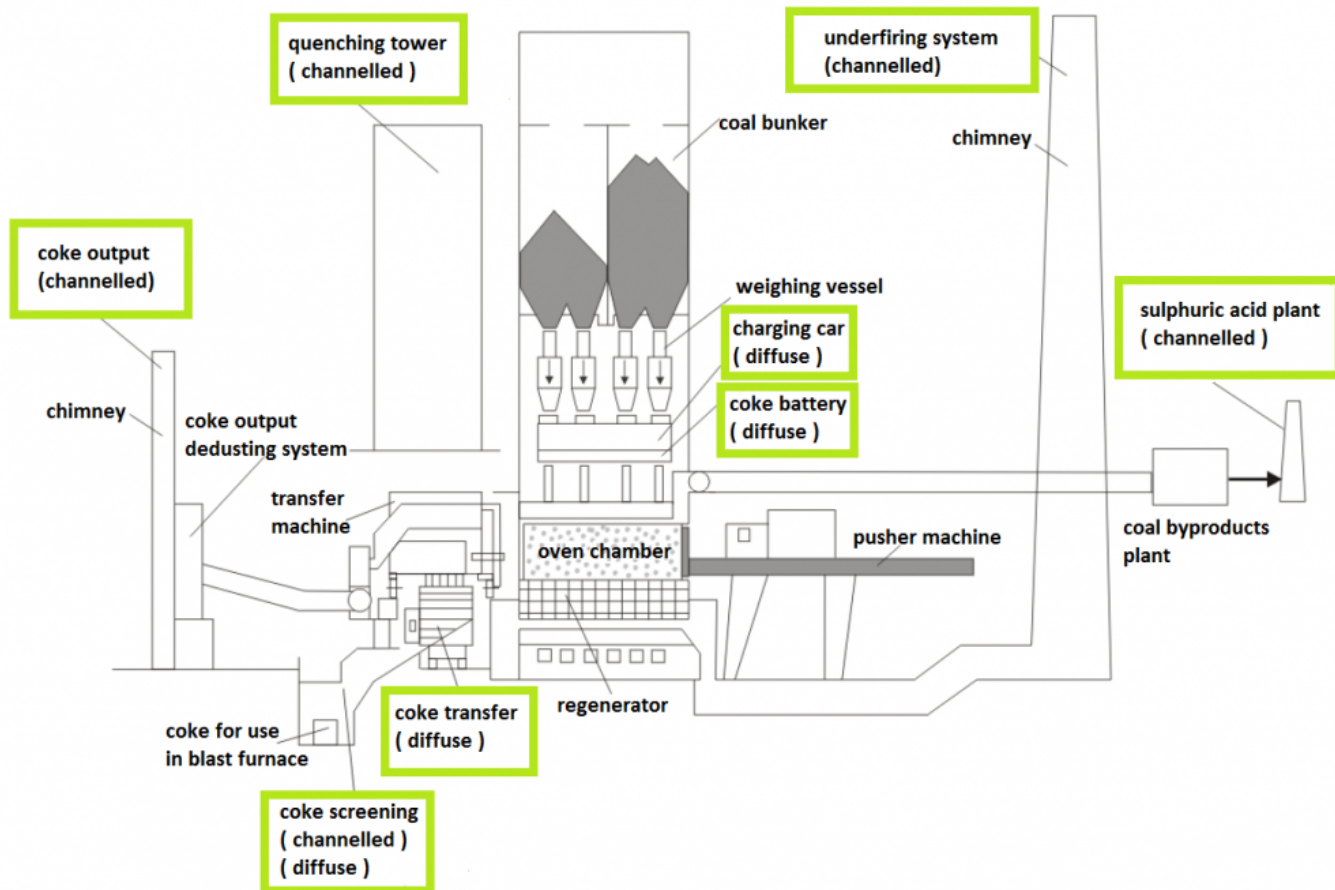 quenching tower
( channelled )
underfiring system
(channelled)
coal bunker
chimney
coke output
(channelled)
weighing vessel
sulphuric acid plant
( channelled )
charging car
( diffuse )
chimney
coke output
dedusting system
coke battery
( diffuse )
transfer
machine
oven chamber
pusher machine
coal byproducts
plant
regenerator
coke transfer
( diffuse )
coke for use
in blast furnace
coke screening
( channelled )
( diffuse )